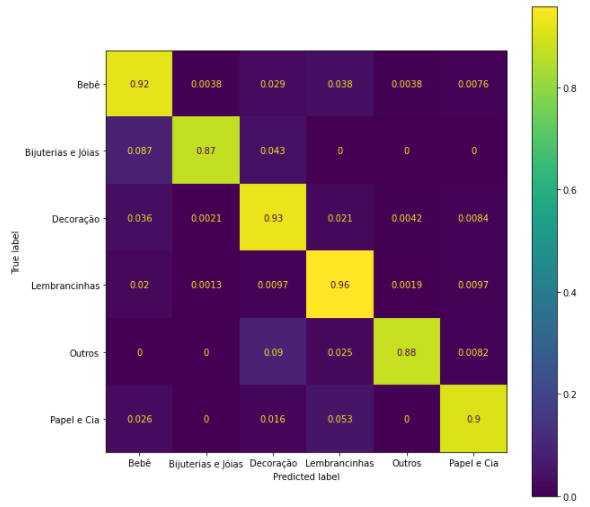 Bebê 0.92 0.0038 0.029 0.038 0.0038 0.0076
Bijuterias e Jóias 0.087 0.87 0.043 0 0 0
Decoração 0.036 0.0021 0.93 0.021 0.0042 0.0084
Lembrancinhas 0.02 0.0013 0.0097 0.96 0.0019 0.0097
Outros 0 0 0.09 0.025 0.88 0.0082
Papel e Cia 0.026 0 0.016 0.053 0 0.9
Bebê Bijuterias e Jóias Decoração Lembrancinhas Outros Papel e Cia
Predicted label
True label
0.8
0.6
0.4
0.2
0.0